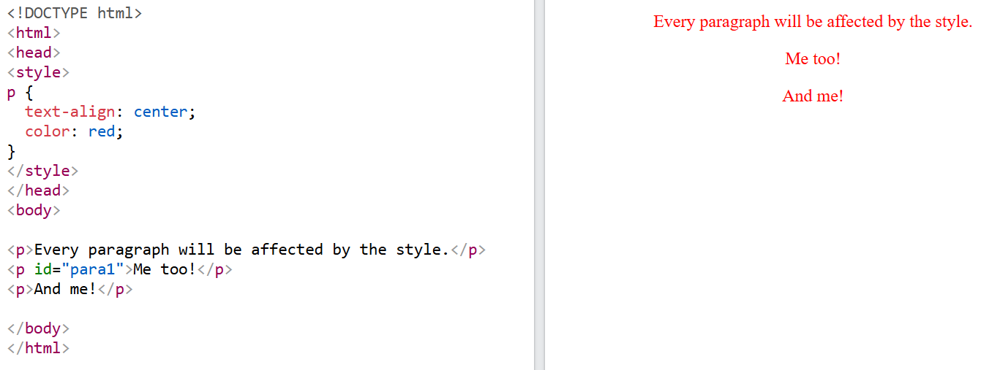 <!DOCTYPE html>
<html>
<head>
<style>
p {
  text-align: center;
  color: red;
}
</style>
</head>
<body>

<p>Every paragraph will be affected by the style.</p>
<p id="para1">Me too!</p>
<p>And me!</p>

</body>
</html>
Every paragraph will be affected by the style.
Me too!
And me!